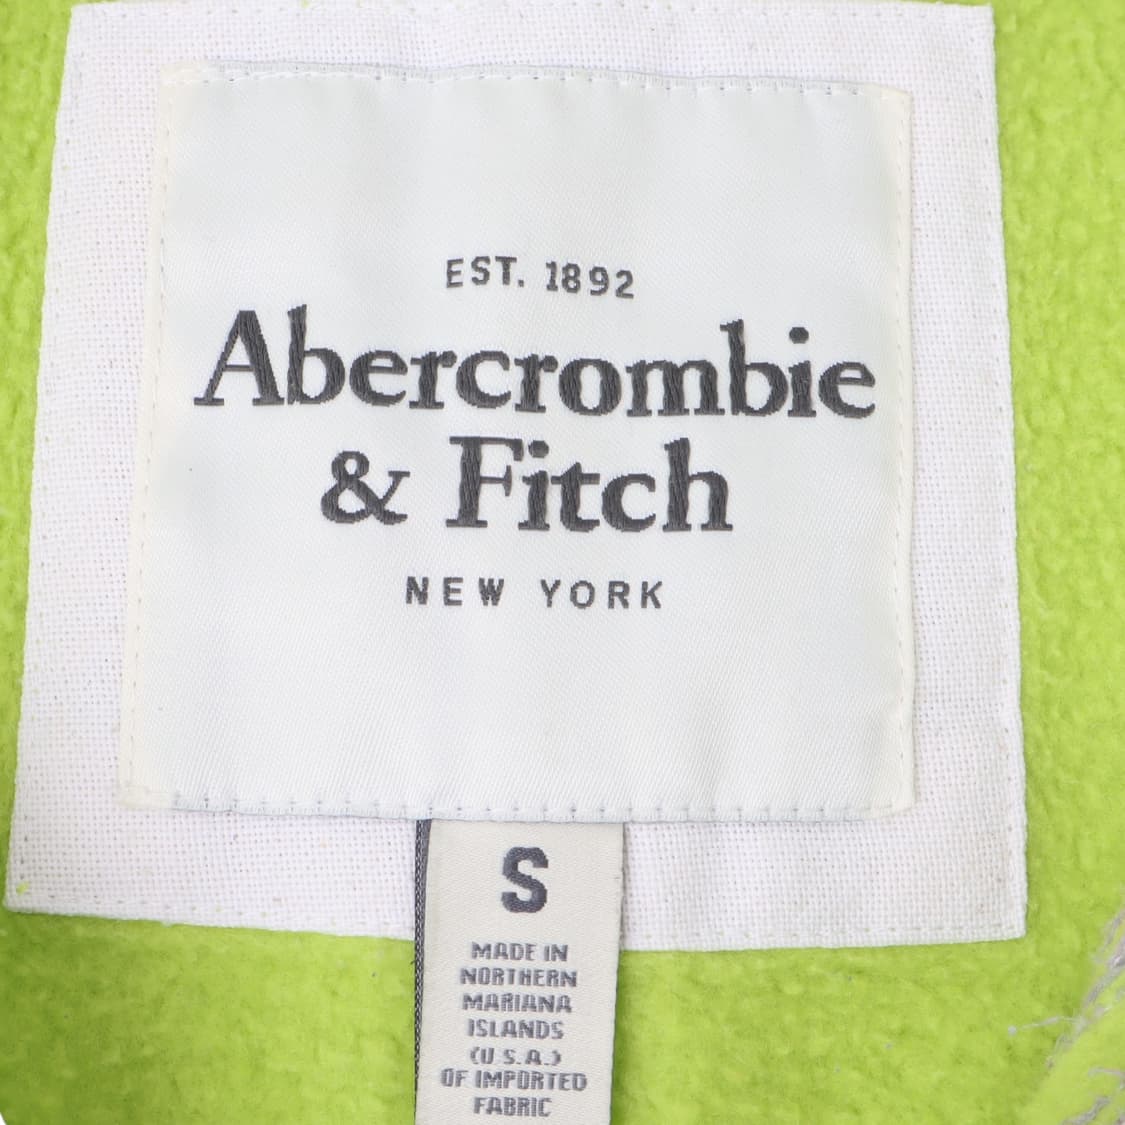 EST. 1892
Abercrombie
& Fitch
NEW YORK
S
MADE IN
NORTHERN
MARIANA
ISLANDS
(U.S.A.)
OF IMPORTED
FABRIC